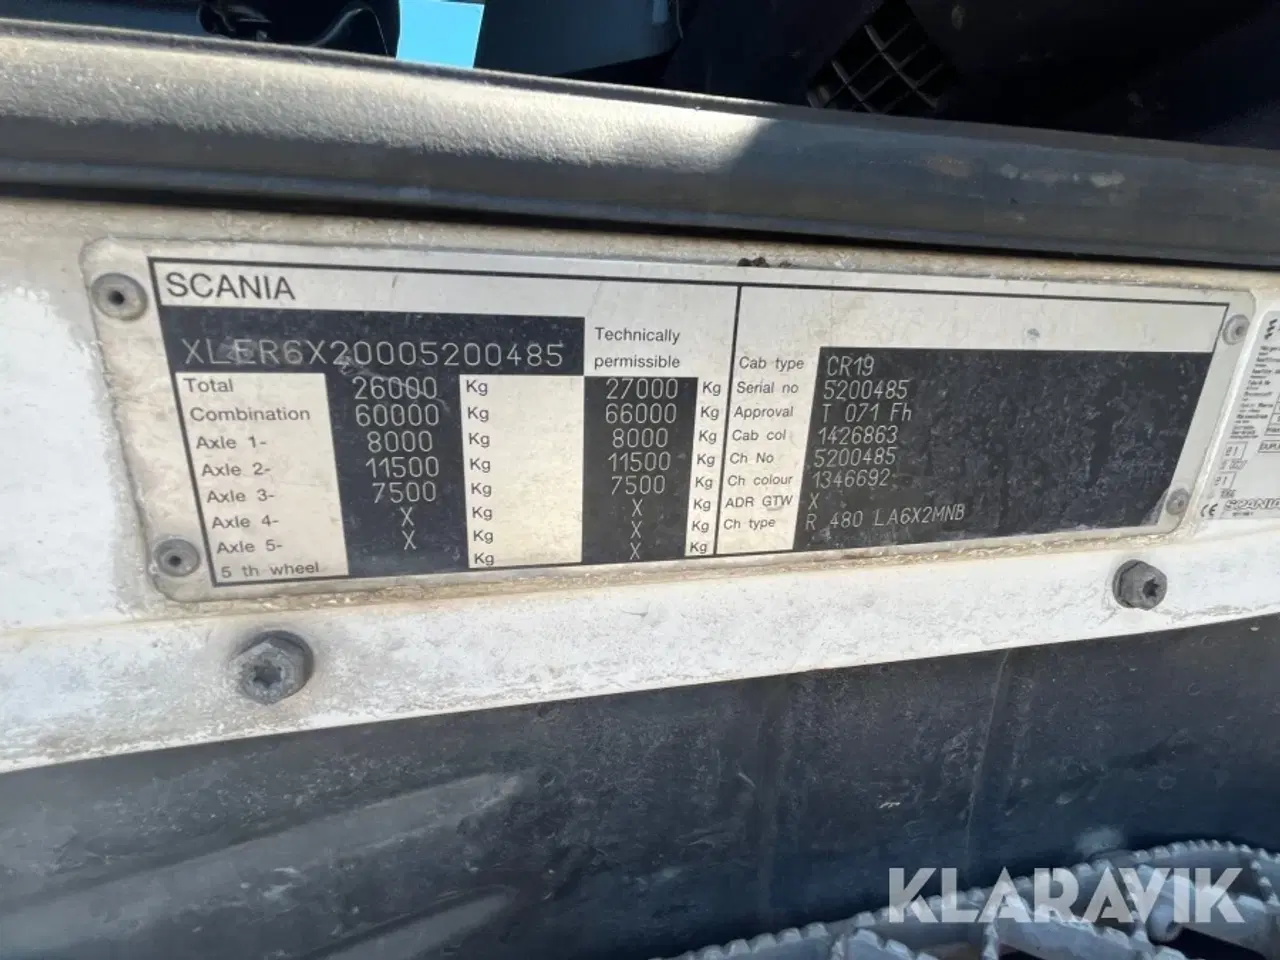 SCANIA
XLER6X20005200485
Technically
permissible
Total 26000 Kg 27000 Kg
Combination 60000 Kg 66000 Kg
Axle 1- 8000 Kg 8000 Kg
Axle 2- 11500 Kg 11500 Kg
Axle 3- 7500 Kg 7500 Kg
Axle 4- X Kg X Kg
Axle 5- X Kg X Kg
5 th wheel Kg X Kg
Cab type CR19
Serial no 5200485
Approval T 071 Fh
Cab col 1426863
Ch No 5200485
Ch colour 1346692
ADR GTW X
Ch type R 480 LA6X2MNB
CE SCANIA
KLARAVIK